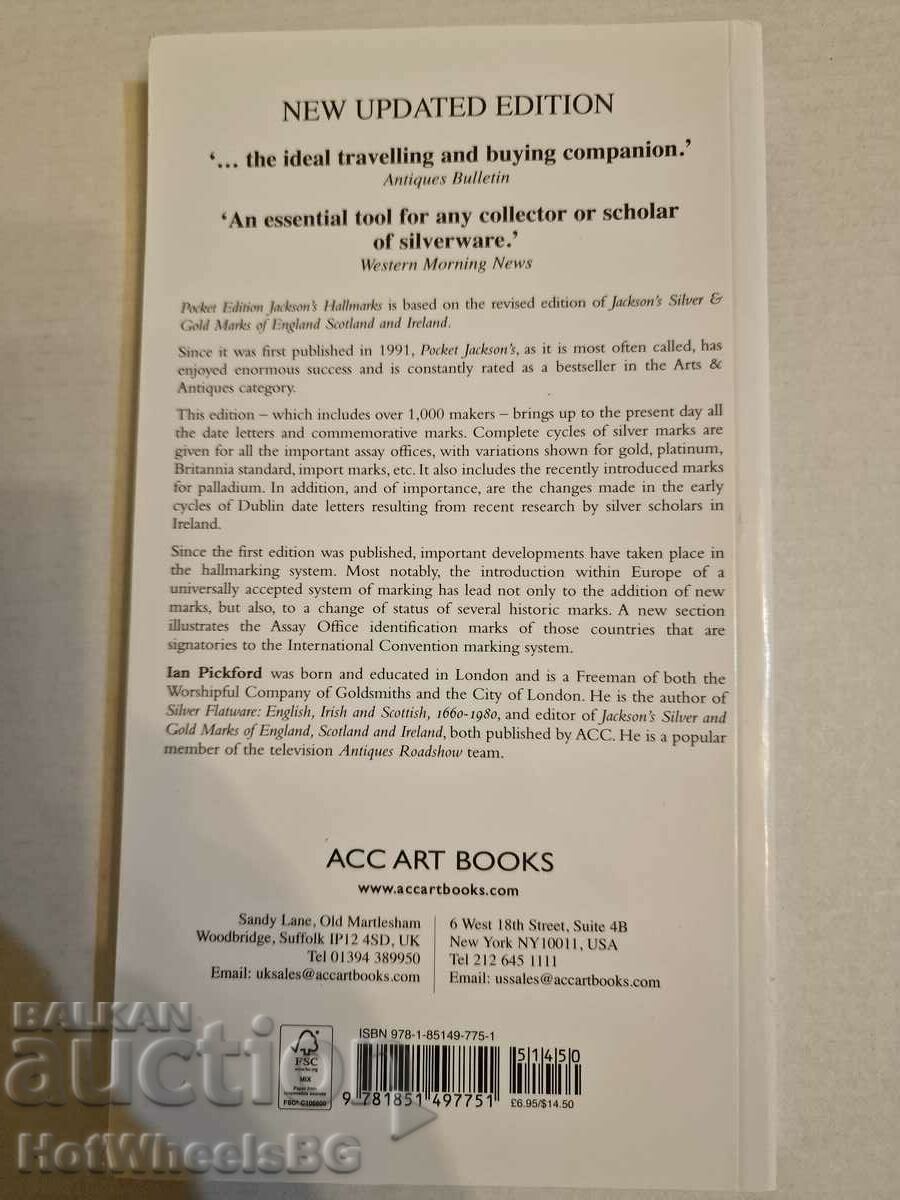 NEW UPDATED EDITION
‘... the ideal travelling and buying companion.’
Antiques Bulletin
‘An essential tool for any collector or scholar
of silverware.’
Western Morning News
Pocket Edition Jackson's Hallmarks is based on the revised edition of Jackson's Silver &
Gold Marks of England Scotland and Ireland.
Since it was first published in 1991, Pocket Jackson's, as it is most often called, has
enjoyed enormous success and is constantly rated as a bestseller in the Arts &
Antiques category.
This edition – which includes over 1,000 makers – brings up to the present day all
the date letters and commemorative marks. Complete cycles of silver marks are
given for all the important assay offices, with variations shown for gold, platinum,
Britannia standard, import marks, etc. It also includes the recently introduced marks
for palladium. In addition, and of importance, are the changes made in the early
cycles of Dublin date letters resulting from recent research by silver scholars in
Ireland.
Since the first edition was published, important developments have taken place in
the hallmarking system. Most notably, the introduction within Europe of a
universally accepted system of marking has lead not only to the addition of new
marks, but also, to a change of status of several historic marks. A new section
illustrates the Assay Office identification marks of those countries that are
signatories to the International Convention marking system.
Ian Pickford was born and educated in London and is a Freeman of both the
Worshipful Company of Goldsmiths and the City of London. He is the author of
Silver Flatware: English, Irish and Scottish, 1660-1980, and editor of Jackson's Silver and
Gold Marks of England, Scotland and Ireland, both published by ACC. He is a popular
member of the television Antiques Roadshow team.
ACC ART BOOKS
www.accartbooks.com
Sandy Lane, Old Martlesham
Woodbridge, Suffolk IP12 4SD, UK
Tel 01394 389950
Email: uksales@accartbooks.com
6 West 18th Street, Suite 4B
New York NY10011, USA
Tel 212 645 1111
Email: ussales@accartbooks.com
FSC
MIX
Paper from
responsible sources
ISBN 978-1-85149-775-1
9 781851 497751
51450
£6.95/$14.50
BALKAN
auction
HotWheelsBG